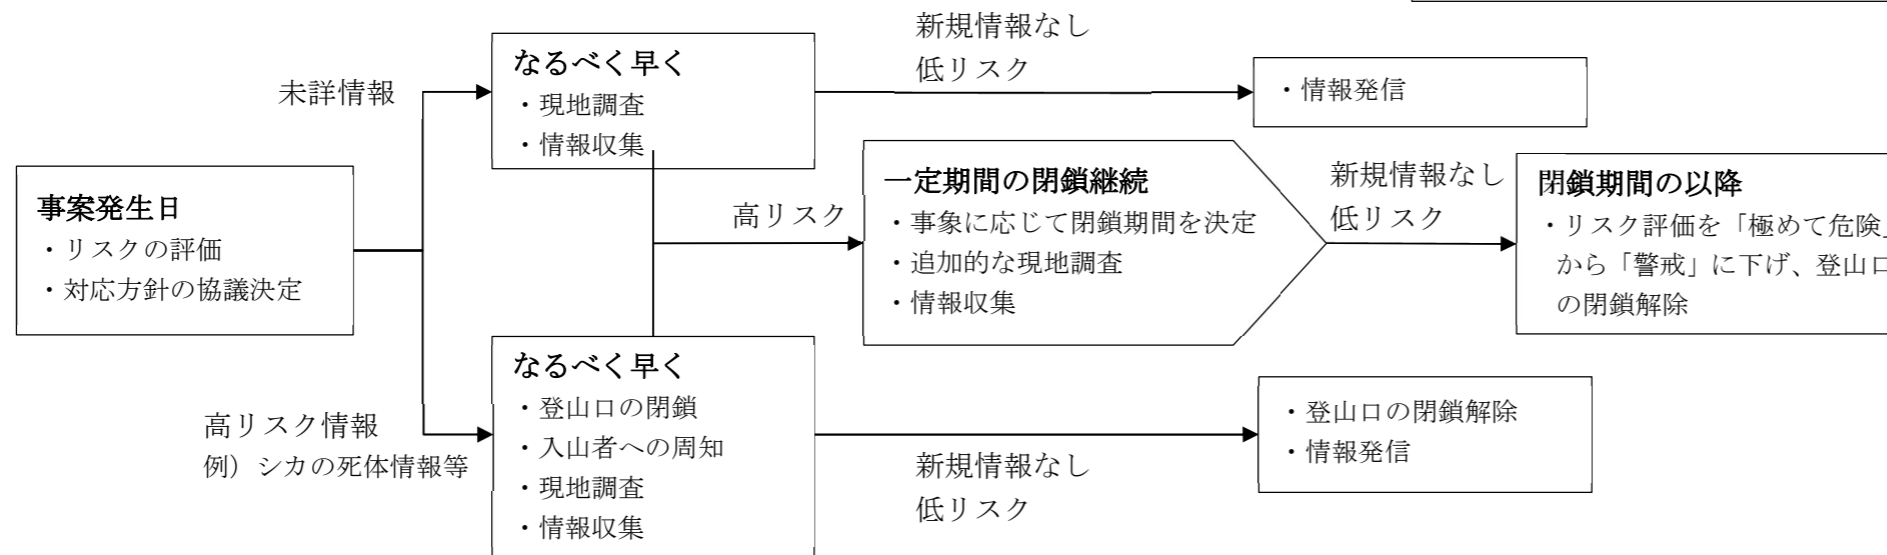 事案発生日
・リスクの評価
・対応方針の協議決定
未詳情報
なるべく早く
・現地調査
・情報収集
新規情報なし
低リスク
・情報発信
高リスク
一定期間の閉鎖継続
・事象に応じて閉鎖期間を決定
・追加的な現地調査
・情報収集
新規情報なし
低リスク
閉鎖期間の以降
・リスク評価を「極めて危険」
から「警戒」に下げ、登山口
の閉鎖解除
高リスク情報
例）シカの死体情報等
なるべく早く
・登山口の閉鎖
・入山者への周知
・現地調査
・情報収集
新規情報なし
低リスク
・登山口の閉鎖解除
・情報発信